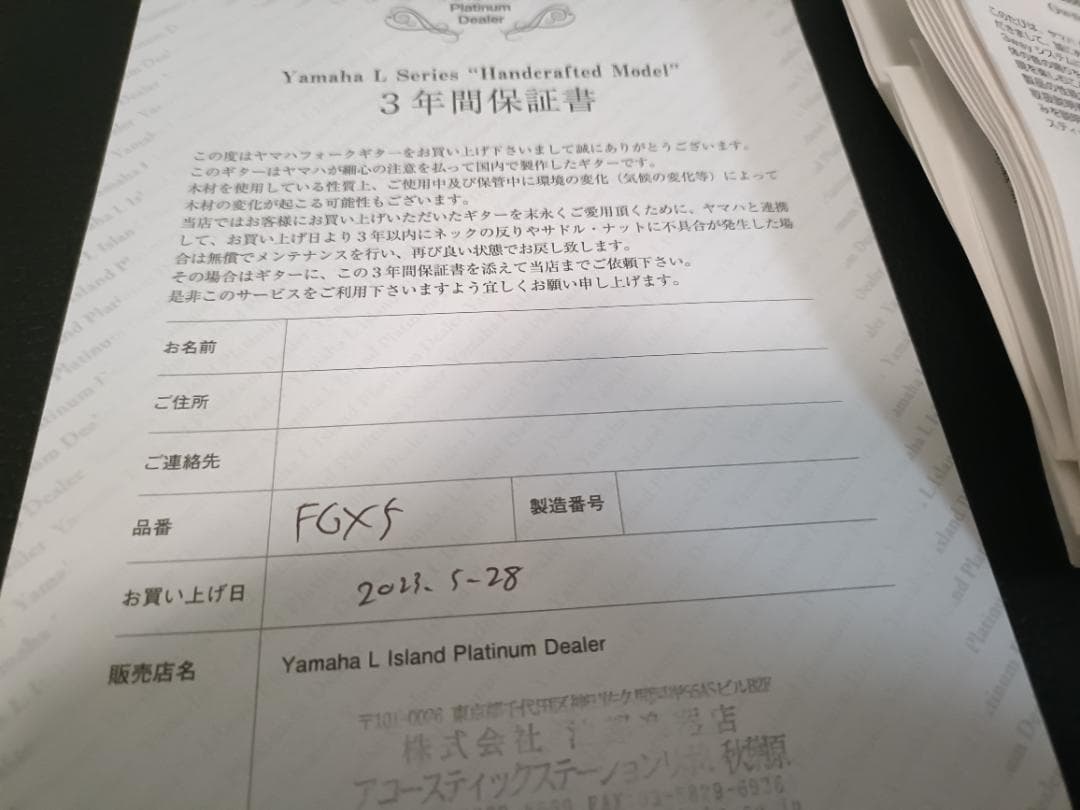 Platinum
Dealer
Yamaha L Series "Handcrafted Model"
３年間保証書
この度はヤマハフォークギターをお買い上げ下さいまして誠にありがとうございます。
このギターはヤマハが細心の注意を払って国内で製作したギターです。
木材を使用している性質上、ご使用中及び保管中に環境の変化（気候の変化等）によって
木材の変化が起こる可能性もございます。
当店ではお客様にお買い上げいただいたギターを末永くご愛用頂くために、ヤマハと連携
して、お買い上げ日より３年以内にネックの反りやサドル・ナットに不具合が発生した場
合は無償でメンテナンスを行い、再び良い状態でお戻し致します。
その場合はギターに、この３年間保証書を添えて当店までご依頼下さい。
是非このサービスをご利用下さいますよう宜しくお願い申し上げます。
お名前
ご住所
ご連絡先
品番 FGX5 製造番号
お買い上げ日 2023.5-28
販売店名 Yamaha L Island Platinum Dealer
〒101-0026 東京都千代田区神田
株式会社
アコースティックステーション 秋葉原